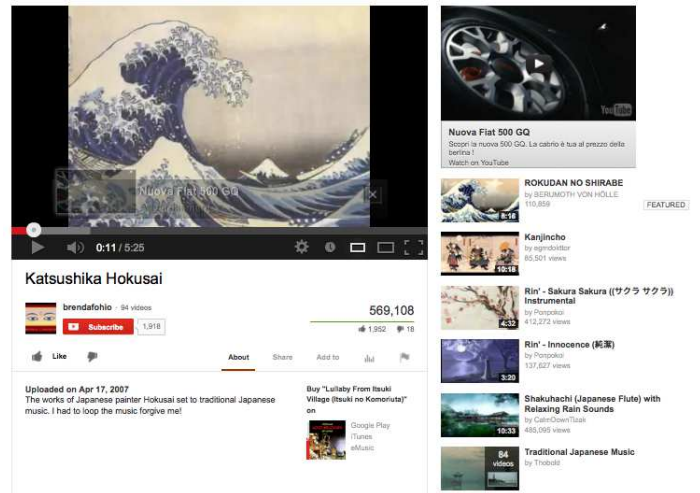 Nuova Fiat 500 GQ
0:11 / 5:25
Katsushika Hokusai
brendafohio · 94 videos
Subscribe 1,918
569,108
1,952 18
Like
About Share Add to
Uploaded on Apr 17, 2007
The works of Japanese painter Hokusai set to traditional Japanese
music. I had to loop the music forgive me!
Buy "Lullaby From Itsuki
Village (Itsuki no Komoriuta)"
on
Google Play
iTunes
eMusic
YouTube
Nuova Fiat 500 GQ
Scopri la nuova 500 GQ. La cabrio è tua al prezzo della
berlina !
Watch on YouTube
ROKUDAN NO SHIRABE
by BERUMOTH VON HÖLLE
110,859
8:16
FEATURED
Kanjincho
85,501 views
10:18
Rin' - Sakura Sakura ((サクラ サクラ))
Instrumental
by Ponpokoi
412,273 views
4:32
Rin' - Innocence (純潔)
by Ponpokoi
137,627 views
3:20
Shakuhachi (Japanese Flute) with
Relaxing Rain Sounds
by CalmDownTizak
485,095 views
10:33
Traditional Japanese Music
by Thobold
84
videos